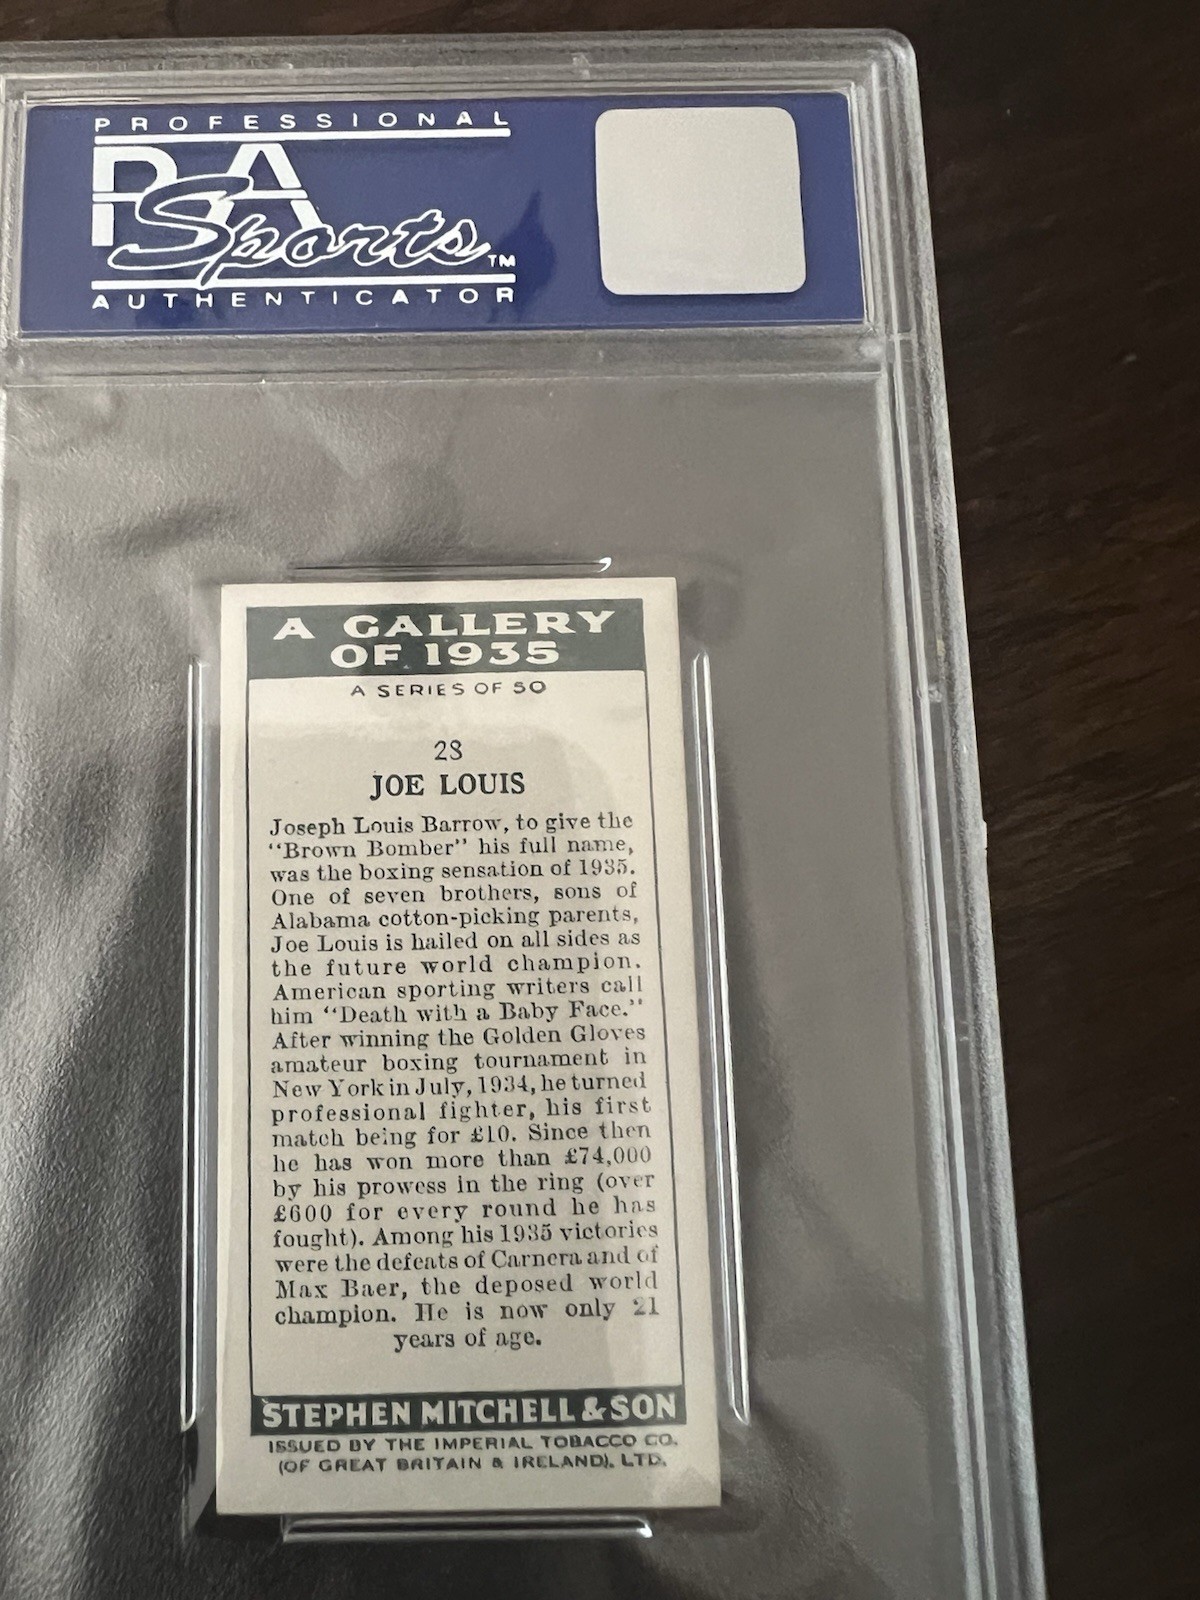 PROFESSIONAL
PSA
Sports™
AUTHENTICATOR
A GALLERY
OF 1935
A SERIES OF 50
28
JOE LOUIS
Joseph Louis Barrow, to give the
"Brown Bomber" his full name,
was the boxing sensation of 1935.
One of seven brothers, sons of
Alabama cotton-picking parents,
Joe Louis is hailed on all sides as
the future world champion.
American sporting writers call
him "Death with a Baby Face."
After winning the Golden Gloves
amateur boxing tournament in
New York in July, 1934, he turned
professional fighter, his first
match being for £10. Since then
he has won more than £74,000
by his prowess in the ring (over
£600 for every round he has
fought). Among his 1935 victories
were the defeats of Carnera and of
Max Baer, the deposed world
champion. He is now only 21
years of age.
STEPHEN MITCHELL & SON
ISSUED BY THE IMPERIAL TOBACCO CO.
(OF GREAT BRITAIN & IRELAND), LTD.